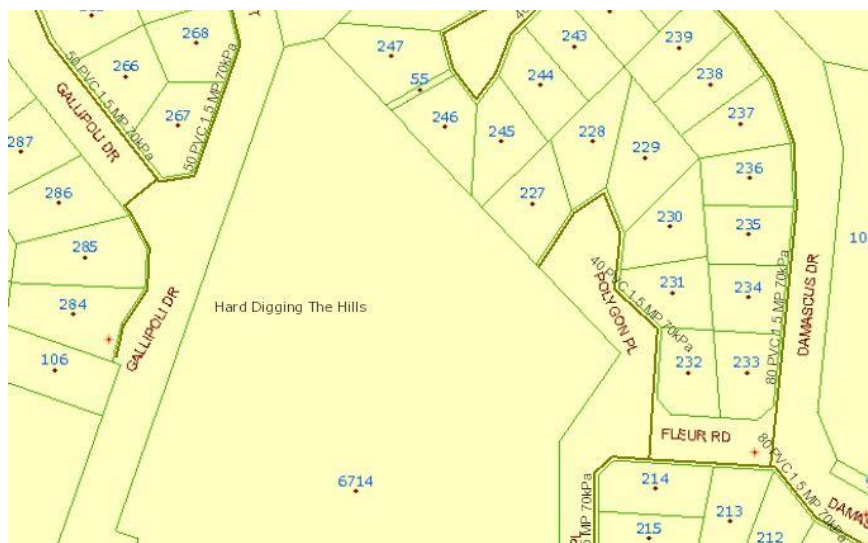 268
266
50 PVC 1.5 MP 70kPa
GALLIPOLI DR
267
50 PVC 1.5 MP 70kPa
287
286
285
284
GALLIPOLI DR
106
Hard Digging The Hills
6714
247
55
246
245
243
244
239
238
237
228
229
227
236
230
235
40 PVC 1.5 MP 70kPa
POLYGON PL
231
234
80 PVC 1.5 MP 70kPa
DAMASCUS DR
232
233
FLEUR RD
80 PVC 1.5 MP 70kPa
214
213
215
212
70kPa
PL